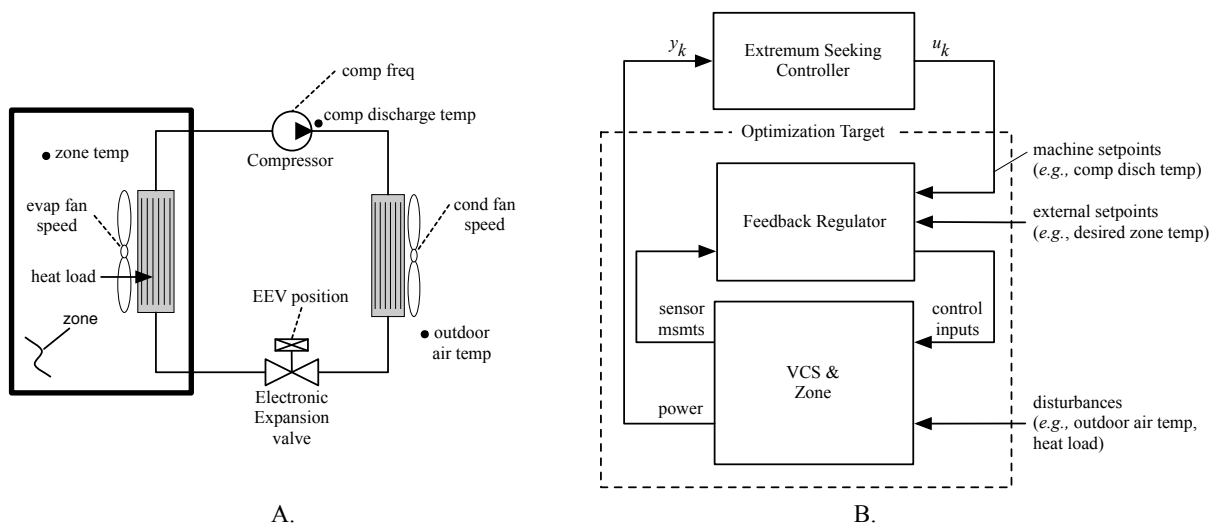 comp freq
comp discharge temp
Compressor
zone temp
evap fan
speed
cond fan
speed
heat load
EEV position
zone
outdoor
air temp
Electronic
Expansion
valve
A.
y_k
Extremum Seeking
Controller
u_k
Optimization Target
machine setpoints
(e.g., comp disch temp)
Feedback Regulator
external setpoints
(e.g., desired zone temp)
sensor
msmts
control
inputs
VCS &
Zone
power
disturbances
(e.g., outdoor air temp,
heat load)
B.